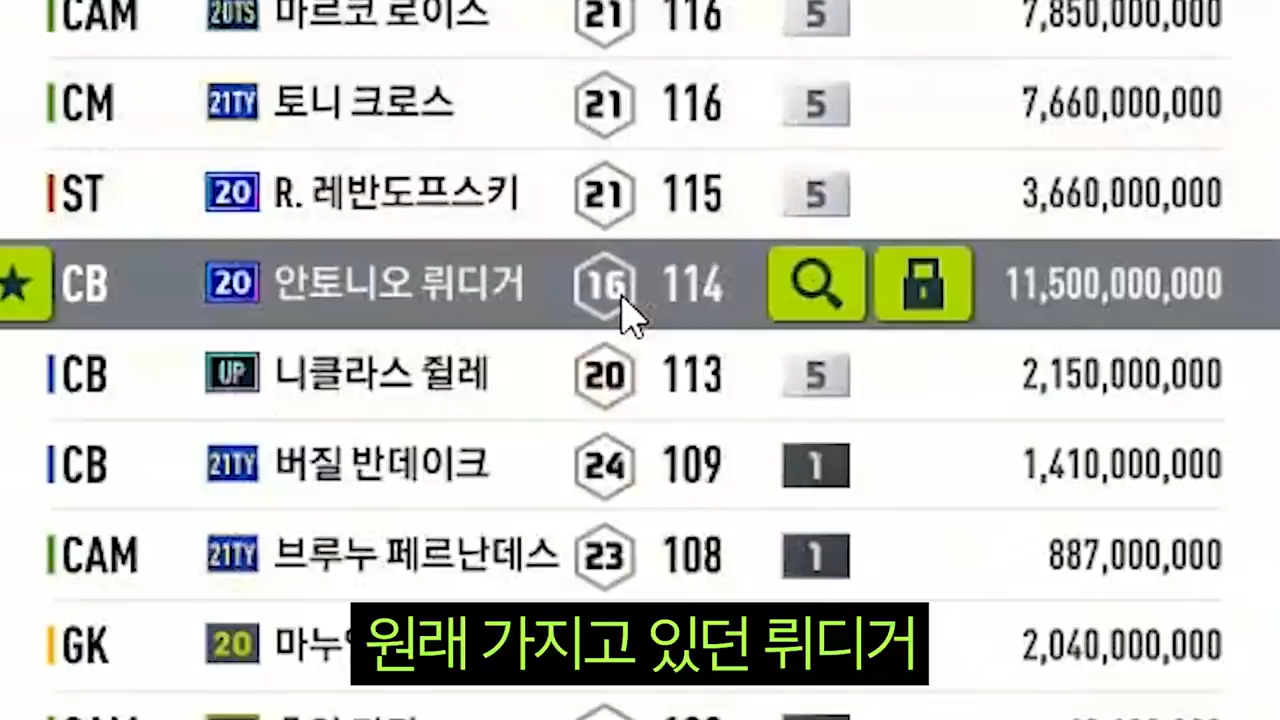 CAM 20TS 마르코 로이스 21 116 5 7,850,000,000
CM 21TY 토니 크로스 21 116 5 7,660,000,000
ST 20 R. 레반도프스키 21 115 5 3,660,000,000
CB 20 안토니오 뤼디거 16 114 11,500,000,000
CB UP 니클라스 쥘레 20 113 5 2,150,000,000
CB 21TY 버질 반데이크 24 109 1 1,410,000,000
CAM 21TY 브루누 페르난데스 23 108 1 887,000,000
GK 20 2,040,000,000
원래 가지고 있던 뤼디거